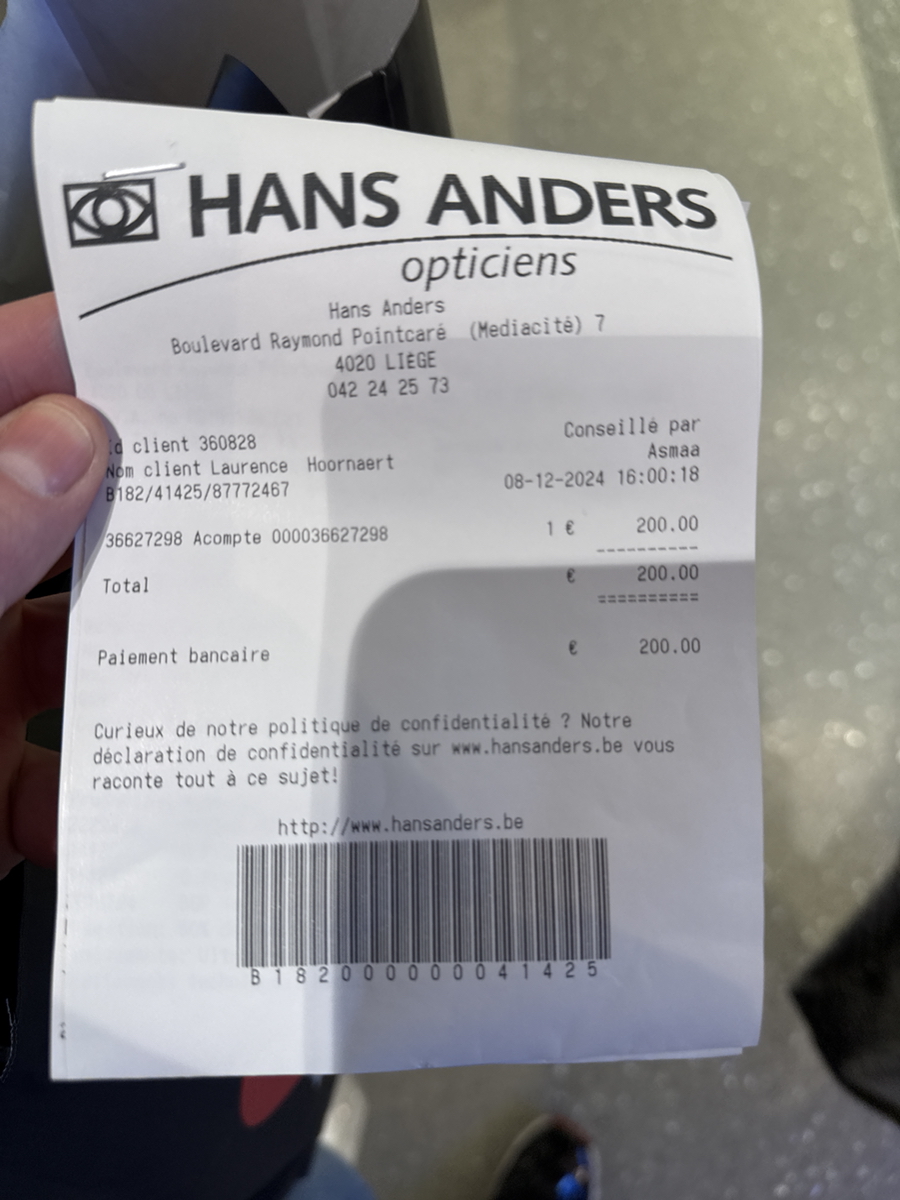 HANS ANDERS
opticiens
Hans Anders
Boulevard Raymond Pointcaré (Mediacité) 7
4020 LIÈGE
042 24 25 73
Conseillé par
d client 360828
Asmaa
Nom client Laurence Hoornaert
08-12-2024 16:00:18
B182/41425/87772467
36627298 Acompte 000036627298 1 € 200.00
----------
Total € 200.00
==========
Paiement bancaire € 200.00
Curieux de notre politique de confidentialité ? Notre
déclaration de confidentialité sur www.hansanders.be vous
raconte tout à ce sujet!
http://www.hansanders.be
B182000000041425